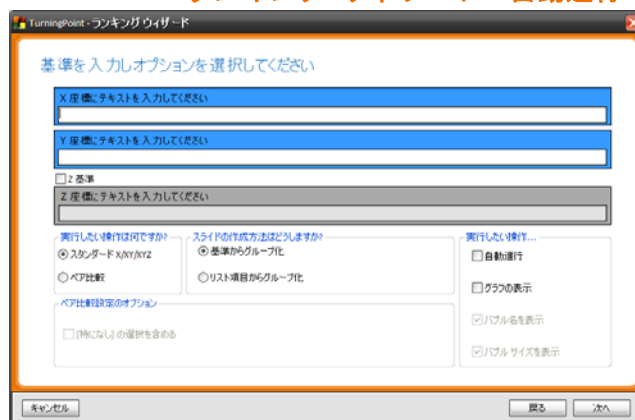 TurningPoint - ランキング ウィザード
基準を入力しオプションを選択してください
X 座標にテキストを入力してください
Y 座標にテキストを入力してください
Z 基準
Z 座標にテキストを入力してください
実行したい操作は何ですか?
スタンダード X/XY/XYZ
ペア比較
スライドの作成方法はどうしますか?
基準からグループ化
リスト項目からグループ化
実行したい操作...
自動進行
グラフの表示
バブル名を表示
バブル サイズを表示
ペア比較設定のオプション
[特になし] の選択を含める
キャンセル
戻る
次へ